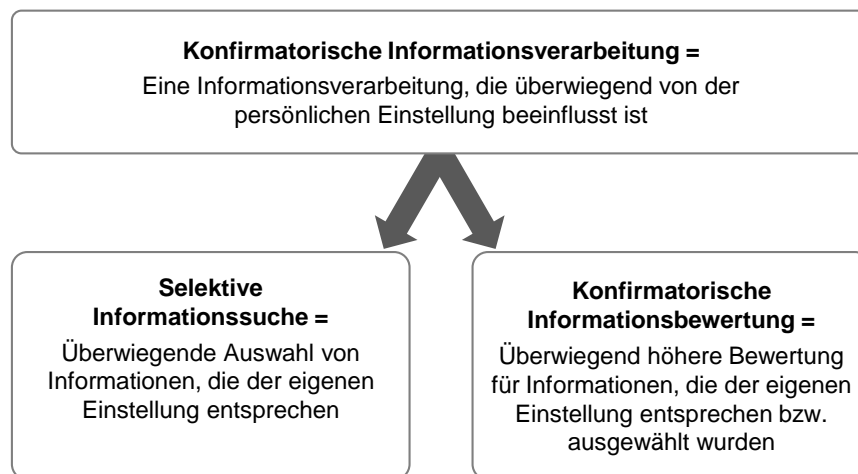 Konfirmatorische Informationsverarbeitung =
Eine Informationsverarbeitung, die überwiegend von der
persönlichen Einstellung beeinflusst ist
Selektive
Informationssuche =
Überwiegende Auswahl von
Informationen, die der eigenen
Einstellung entsprechen
Konfirmatorische
Informationsbewertung =
Überwiegend höhere Bewertung
für Informationen, die der eigenen
Einstellung entsprechen bzw.
ausgewählt wurden